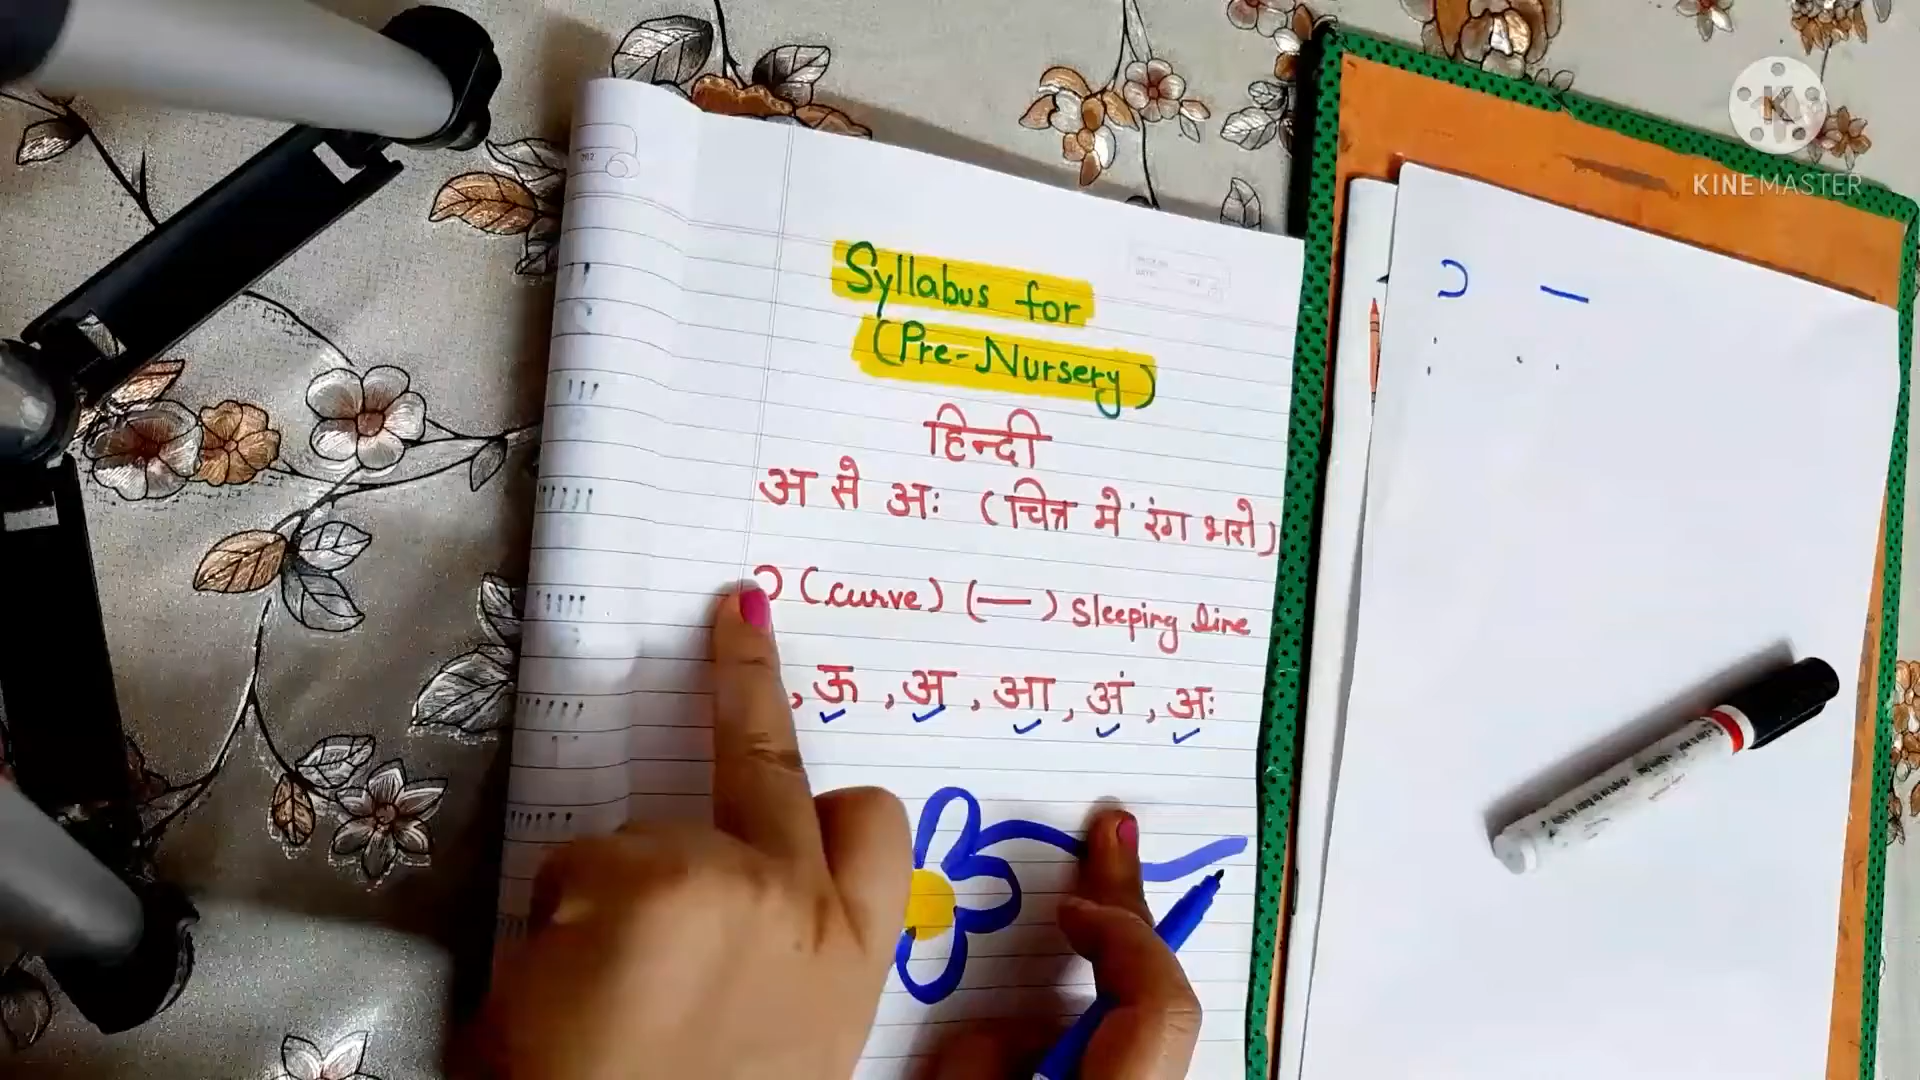 Syllabus for
(Pre-Nursery)
हिन्दी
अ से अः (चित्र में रंग भरो)
(curve) (—) sleeping line
, ऊ, अ, आ, अं, अः
KINEMASTER